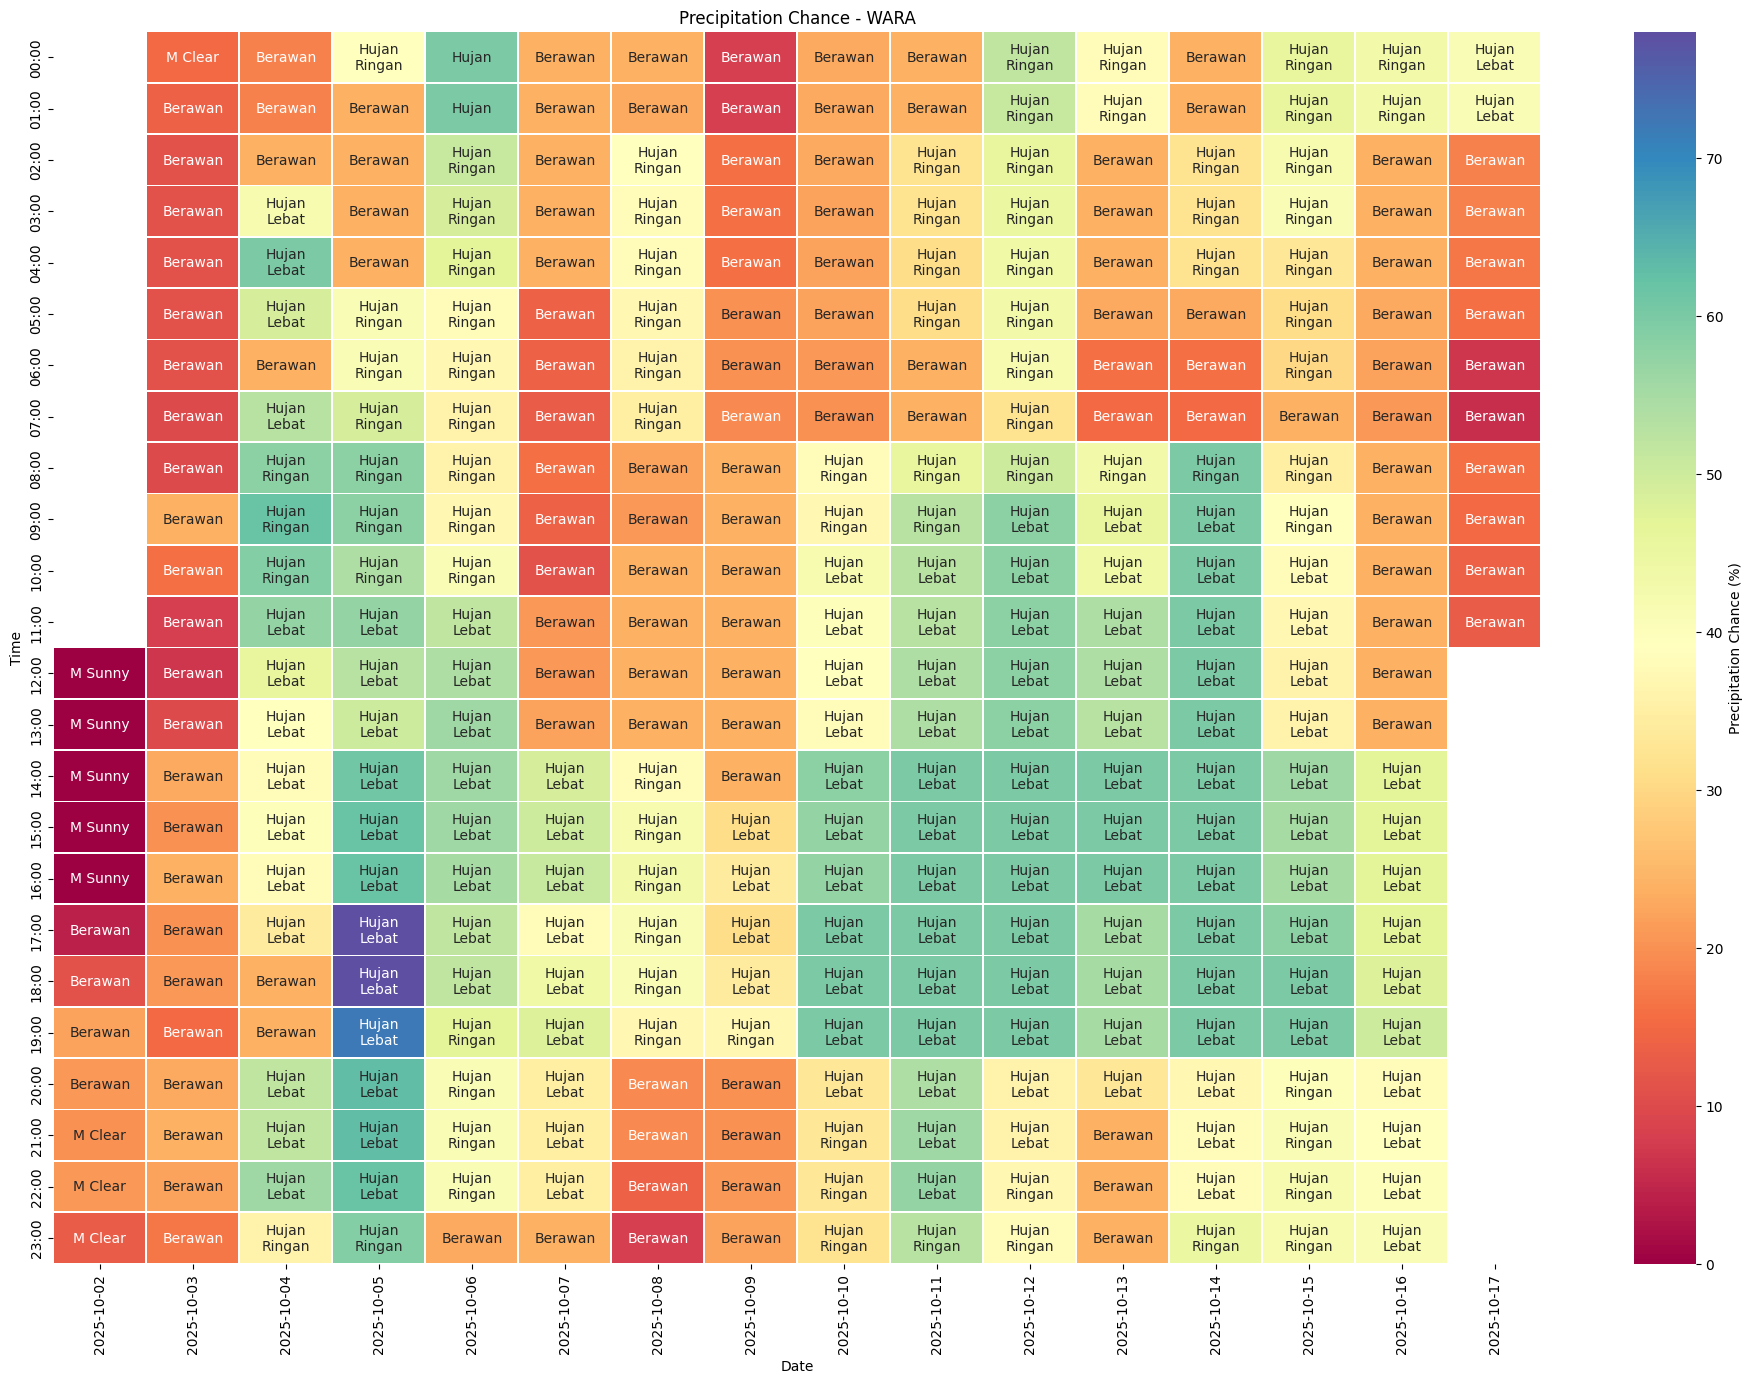 Precipitation Chance - WARA
00:00 M Clear Berawan Hujan Ringan Hujan Berawan Berawan Berawan Berawan Berawan Hujan Ringan Hujan Ringan Berawan Hujan Ringan Hujan Ringan Hujan Lebat
01:00 Berawan Berawan Berawan Hujan Berawan Berawan Berawan Berawan Berawan Hujan Ringan Hujan Ringan Berawan Hujan Ringan Hujan Ringan Hujan Lebat
02:00 Berawan Berawan Berawan Hujan Ringan Berawan Hujan Ringan Berawan Berawan Hujan Ringan Hujan Ringan Berawan Hujan Ringan Hujan Ringan Berawan Berawan
03:00 Berawan Hujan Lebat Berawan Hujan Ringan Berawan Hujan Ringan Berawan Berawan Hujan Ringan Hujan Ringan Berawan Hujan Ringan Hujan Ringan Berawan Berawan
04:00 Berawan Hujan Lebat Berawan Hujan Ringan Berawan Hujan Ringan Berawan Berawan Hujan Ringan Hujan Ringan Berawan Hujan Ringan Hujan Ringan Berawan Berawan
05:00 Berawan Hujan Lebat Hujan Ringan Hujan Ringan Berawan Hujan Ringan Berawan Berawan Hujan Ringan Hujan Ringan Berawan Berawan Hujan Ringan Berawan Berawan
06:00 Berawan Berawan Hujan Ringan Hujan Ringan Berawan Hujan Ringan Berawan Berawan Berawan Hujan Ringan Berawan Berawan Hujan Ringan Berawan Berawan
07:00 Berawan Hujan Lebat Hujan Ringan Hujan Ringan Berawan Hujan Ringan Berawan Berawan Berawan Hujan Ringan Berawan Berawan Berawan Berawan Berawan
08:00 Berawan Hujan Ringan Hujan Ringan Hujan Ringan Berawan Berawan Berawan Hujan Ringan Hujan Ringan Hujan Ringan Hujan Ringan Hujan Ringan Hujan Ringan Berawan Berawan
09:00 Berawan Hujan Ringan Hujan Ringan Hujan Ringan Berawan Berawan Berawan Hujan Ringan Hujan Ringan Hujan Lebat Hujan Lebat Hujan Lebat Hujan Ringan Berawan Berawan
10:00 Berawan Hujan Ringan Hujan Ringan Hujan Ringan Berawan Berawan Berawan Hujan Lebat Hujan Lebat Hujan Lebat Hujan Lebat Hujan Lebat Hujan Lebat Berawan Berawan
11:00 Berawan Hujan Lebat Hujan Lebat Hujan Lebat Berawan Berawan Berawan Hujan Lebat Hujan Lebat Hujan Lebat Hujan Lebat Hujan Lebat Hujan Lebat Berawan Berawan
12:00 M Sunny Berawan Hujan Lebat Hujan Lebat Hujan Lebat Berawan Berawan Berawan Hujan Lebat Hujan Lebat Hujan Lebat Hujan Lebat Hujan Lebat Hujan Lebat Berawan
13:00 M Sunny Berawan Hujan Lebat Hujan Lebat Hujan Lebat Berawan Berawan Berawan Hujan Lebat Hujan Lebat Hujan Lebat Hujan Lebat Hujan Lebat Hujan Lebat Berawan
14:00 M Sunny Berawan Hujan Lebat Hujan Lebat Hujan Lebat Hujan Lebat Hujan Ringan Berawan Hujan Lebat Hujan Lebat Hujan Lebat Hujan Lebat Hujan Lebat Hujan Lebat Hujan Lebat
15:00 M Sunny Berawan Hujan Lebat Hujan Lebat Hujan Lebat Hujan Lebat Hujan Ringan Hujan Lebat Hujan Lebat Hujan Lebat Hujan Lebat Hujan Lebat Hujan Lebat Hujan Lebat Hujan Lebat
16:00 M Sunny Berawan Hujan Lebat Hujan Lebat Hujan Lebat Hujan Lebat Hujan Ringan Hujan Lebat Hujan Lebat Hujan Lebat Hujan Lebat Hujan Lebat Hujan Lebat Hujan Lebat Hujan Lebat
17:00 Berawan Berawan Hujan Lebat Hujan Lebat Hujan Lebat Hujan Lebat Hujan Ringan Hujan Lebat Hujan Lebat Hujan Lebat Hujan Lebat Hujan Lebat Hujan Lebat Hujan Lebat Hujan Lebat
18:00 Berawan Berawan Berawan Hujan Lebat Hujan Lebat Hujan Lebat Hujan Ringan Hujan Lebat Hujan Lebat Hujan Lebat Hujan Lebat Hujan Lebat Hujan Lebat Hujan Lebat Hujan Lebat
19:00 Berawan Berawan Berawan Hujan Lebat Hujan Ringan Hujan Lebat Hujan Ringan Hujan Ringan Hujan Lebat Hujan Lebat Hujan Lebat Hujan Lebat Hujan Lebat Hujan Lebat Hujan Lebat
20:00 Berawan Berawan Hujan Lebat Hujan Lebat Hujan Ringan Hujan Lebat Berawan Berawan Hujan Lebat Hujan Lebat Hujan Lebat Hujan Lebat Hujan Lebat Hujan Ringan Hujan Lebat
21:00 M Clear Berawan Hujan Lebat Hujan Lebat Hujan Ringan Hujan Lebat Berawan Berawan Hujan Ringan Hujan Lebat Hujan Lebat Berawan Hujan Lebat Hujan Ringan Hujan Lebat
22:00 M Clear Berawan Hujan Lebat Hujan Lebat Hujan Ringan Hujan Lebat Berawan Berawan Hujan Ringan Hujan Lebat Hujan Ringan Berawan Hujan Lebat Hujan Ringan Hujan Lebat
23:00 M Clear Berawan Hujan Ringan Hujan Ringan Berawan Berawan Berawan Berawan Hujan Ringan Hujan Ringan Hujan Ringan Berawan Hujan Ringan Hujan Ringan Hujan Lebat
Time
2025-10-02 2025-10-03 2025-10-04 2025-10-05 2025-10-06 2025-10-07 2025-10-08 2025-10-09 2025-10-10 2025-10-11 2025-10-12 2025-10-13 2025-10-14 2025-10-15 2025-10-16 2025-10-17
Date
70
60
50
40
30
20
10
0
Precipitation Chance (%)